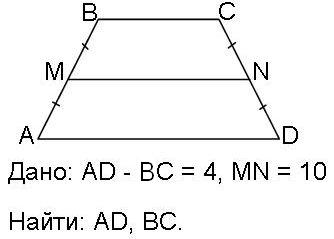 B C
M N
A D
Дано: AD - BC = 4, MN = 10
Найти: AD, BC.